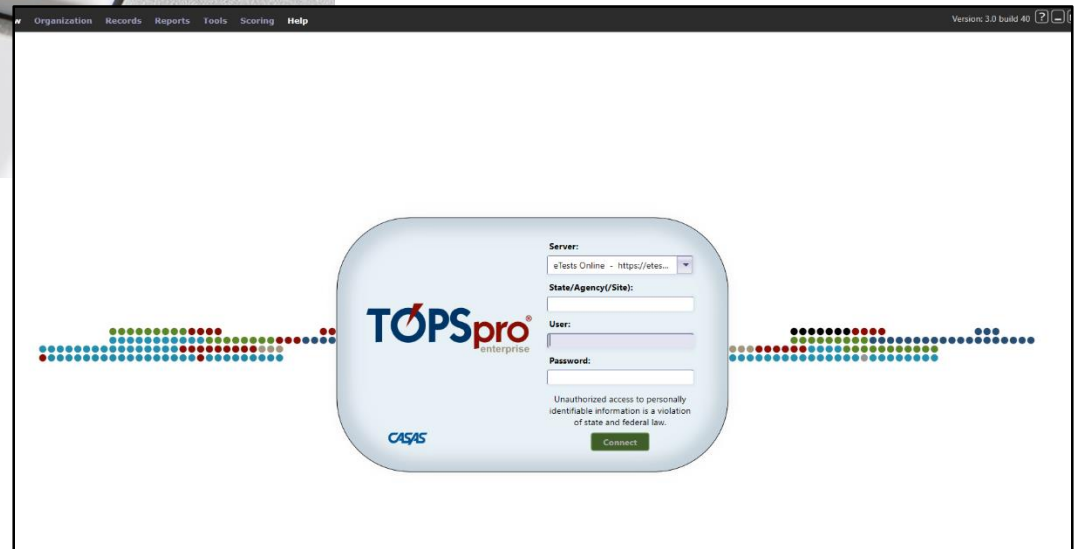 Organization Records Reports Tools Scoring Help
Version: 3.0 build 40 ?
Server:
eTests Online - https://etes...
State/Agency(/Site):
TOPSpro®
enterprise
User:
Password:
Unauthorized access to personally
identifiable information is a violation
of state and federal law.
CASAS
Connect